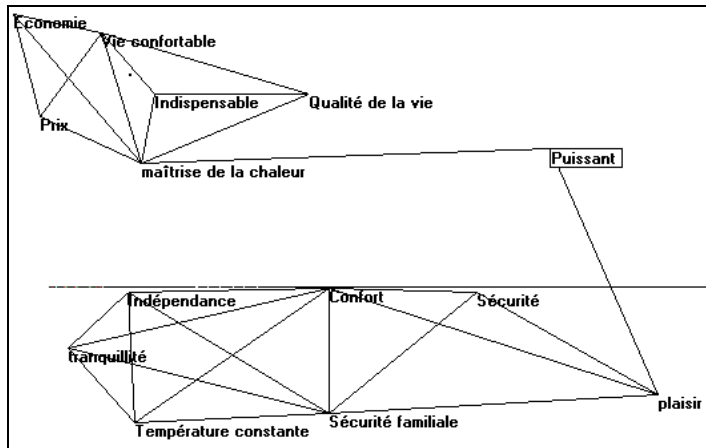 Economie
Vie confortable
Indispensable
Qualité de la vie
Prix
maîtrise de la chaleur
Puissant
Indépendance
Confort
Sécurité
tranquillité
plaisir
Température constante
Sécurité familiale